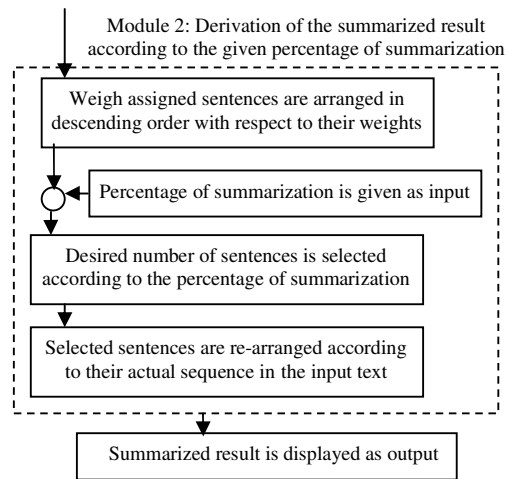 Module 2: Derivation of the summarized result
according to the given percentage of summarization
Weigh assigned sentences are arranged in
descending order with respect to their weights
Percentage of summarization is given as input
Desired number of sentences is selected
according to the percentage of summarization
Selected sentences are re-arranged according
to their actual sequence in the input text
Summarized result is displayed as output